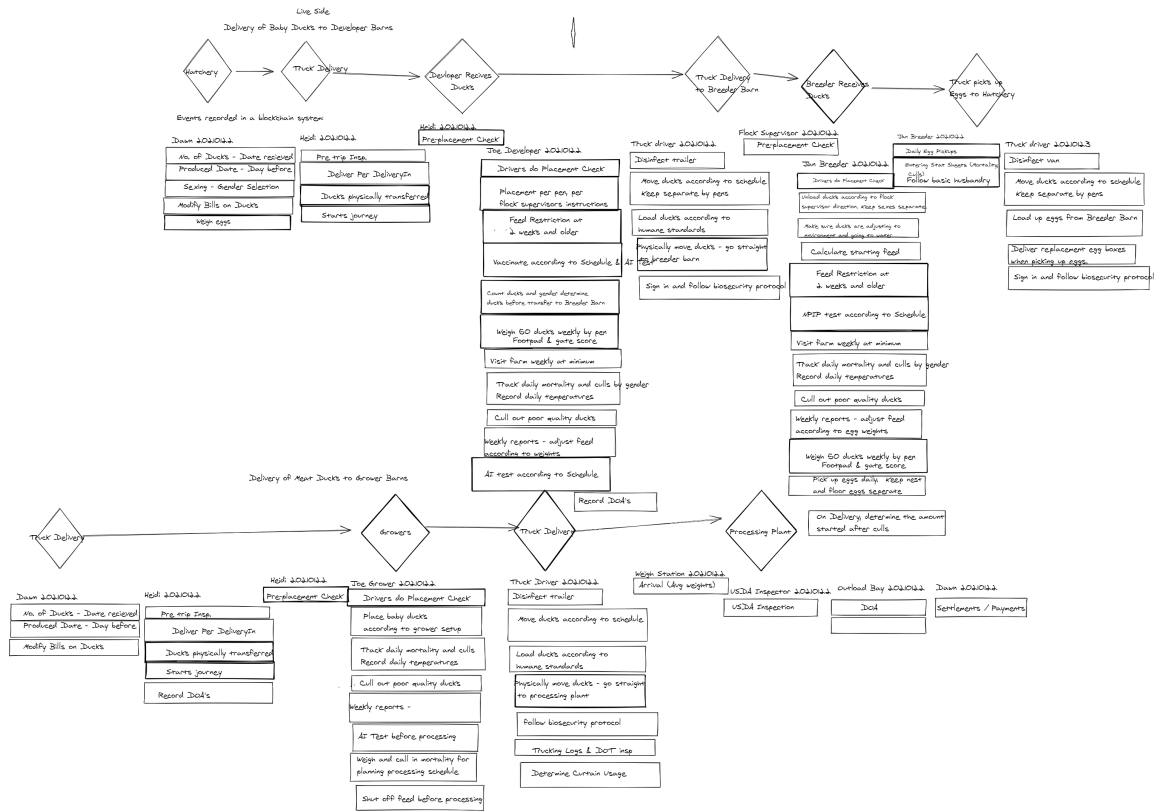 Live Side
Delivery of Baby Ducks to Developer Barns
Hatchery
Truck Delivery
Devloper Recives
Ducks
Truck Delivery
to Breeder Barn
Breeder Receives
Ducks
Truck picks up
Eggs to Hatchery
Events recorded in a blockchain system:
Dawn 20210122
No. of Ducks - Date recieved
Produced Date - Day before
Sexing - Gender Selection
Modify Bills on Ducks
Weigh eggs
Heidi 20210122
Pre trip Insp.
Deliver Per DeliveryIn
Ducks physically transferred
Starts journey
Heidi 20210122
Pre-placement Check
Joe Developer 20210122
Drivers do Placement Check
Placement per pen, per
flock supervisors instructions
Feed Restriction at
2 weeks and older
Vaccinate according to Schedule & AI Test
Count ducks and gender determine
ducks before transfer to Breeder Barn
Weigh 50 ducks weekly by pen
Footpad & gate score
Visit farm weekly at minimum
Track daily mortality and culls by gender
Record daily temperatures
Cull out poor quality ducks
Weekly reports - adjust feed
according to weights
AI test according to Schedule
Truck driver 20210122
Disinfect trailer
Move ducks according to schedule
Keep separate by pens
Load ducks according to
humane standards
Physically move ducks - go straight
to breeder barn
Sign in and follow biosecurity protocol
Flock Supervisor 20210122
Pre-placement Check
Jan Breeder 20210122
Drivers do Placement Check
Unload ducks according to Flock
supervisor direction. Keep sexes separate.
Make sure ducks are adjusting to
environment and going to water
Calculate starting feed
Feed Restriction at
2 weeks and older
NPIP test according to Schedule
Visit farm weekly at minimum
Track daily mortality and culls by gender
Record daily temperatures
Cull out poor quality ducks
Weekly reports - adjust feed
according to egg weights
Weigh 50 ducks weekly by pen
Footpad & gate score
Pick up eggs daily. Keep nest
and floor eggs seperate
On Delivery, determine the amount
started after culls
Jan Breeder 20210122
Daily Egg Pickups
Entering Stat Sheets (Mortality,
Culls)
Follow basic husbandry
Truck driver 2021012.3
Disinfect van
Move ducks according to schedule
Keep separate by pens
Load up eggs from Breeder Barn
Deliver replacement egg boxes
when picking up eggs.
Sign in and follow biosecurity protocol
Delivery of Meat Ducks to Grower Barns
Truck Delivery
Growers
Record DOA's
Truck Delivery
Processing Plant
Dawn 20210122
No. of Ducks - Date recieved
Produced Date - Day before
Modify Bills on Ducks
Heidi 20210122
Pre trip Insp.
Deliver Per DeliveryIn
Ducks physically transferred
Starts journey
Record DOA's
Heidi 20210122
Pre-placement Check
Joe Grower 20210122
Drivers do Placement Check
Place baby ducks
according to grower setup
Track daily mortality and culls
Record daily temperatures
Cull out poor quality ducks
Weekly reports -
AI Test before processing
Weigh and call in mortality for
planning processing schedule
Shut off feed before processing
Truck Driver 20210122
Disinfect trailer
Move ducks according to schedule
Load ducks according to
humane standards
Physically move ducks - go straight
to processing plant
Follow biosecurity protocol
Trucking Logs & DOT insp
Determine Curtain Usage
Weigh Station 20210122
Arrival (Avg weights)
USDA Inspector 20210122
USDA Inspection
Outload Bay 20210122
DOA
Dawn 20210122
Settlements / Payments